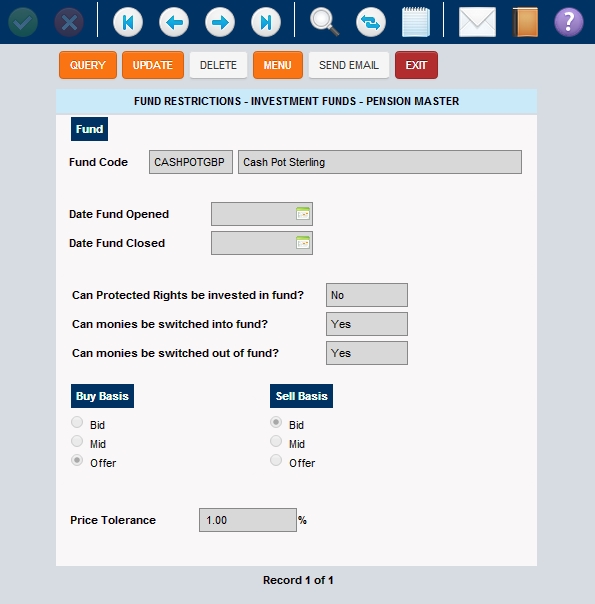 ?
QUERY UPDATE DELETE MENU SEND EMAIL EXIT
FUND RESTRICTIONS - INVESTMENT FUNDS - PENSION MASTER
Fund
Fund Code CASHPOTGBP Cash Pot Sterling
Date Fund Opened
Date Fund Closed
Can Protected Rights be invested in fund? No
Can monies be switched into fund? Yes
Can monies be switched out of fund? Yes
Buy Basis Sell Basis
Bid Bid
Mid Mid
Offer Offer
Price Tolerance 1.00 %
Record 1 of 1